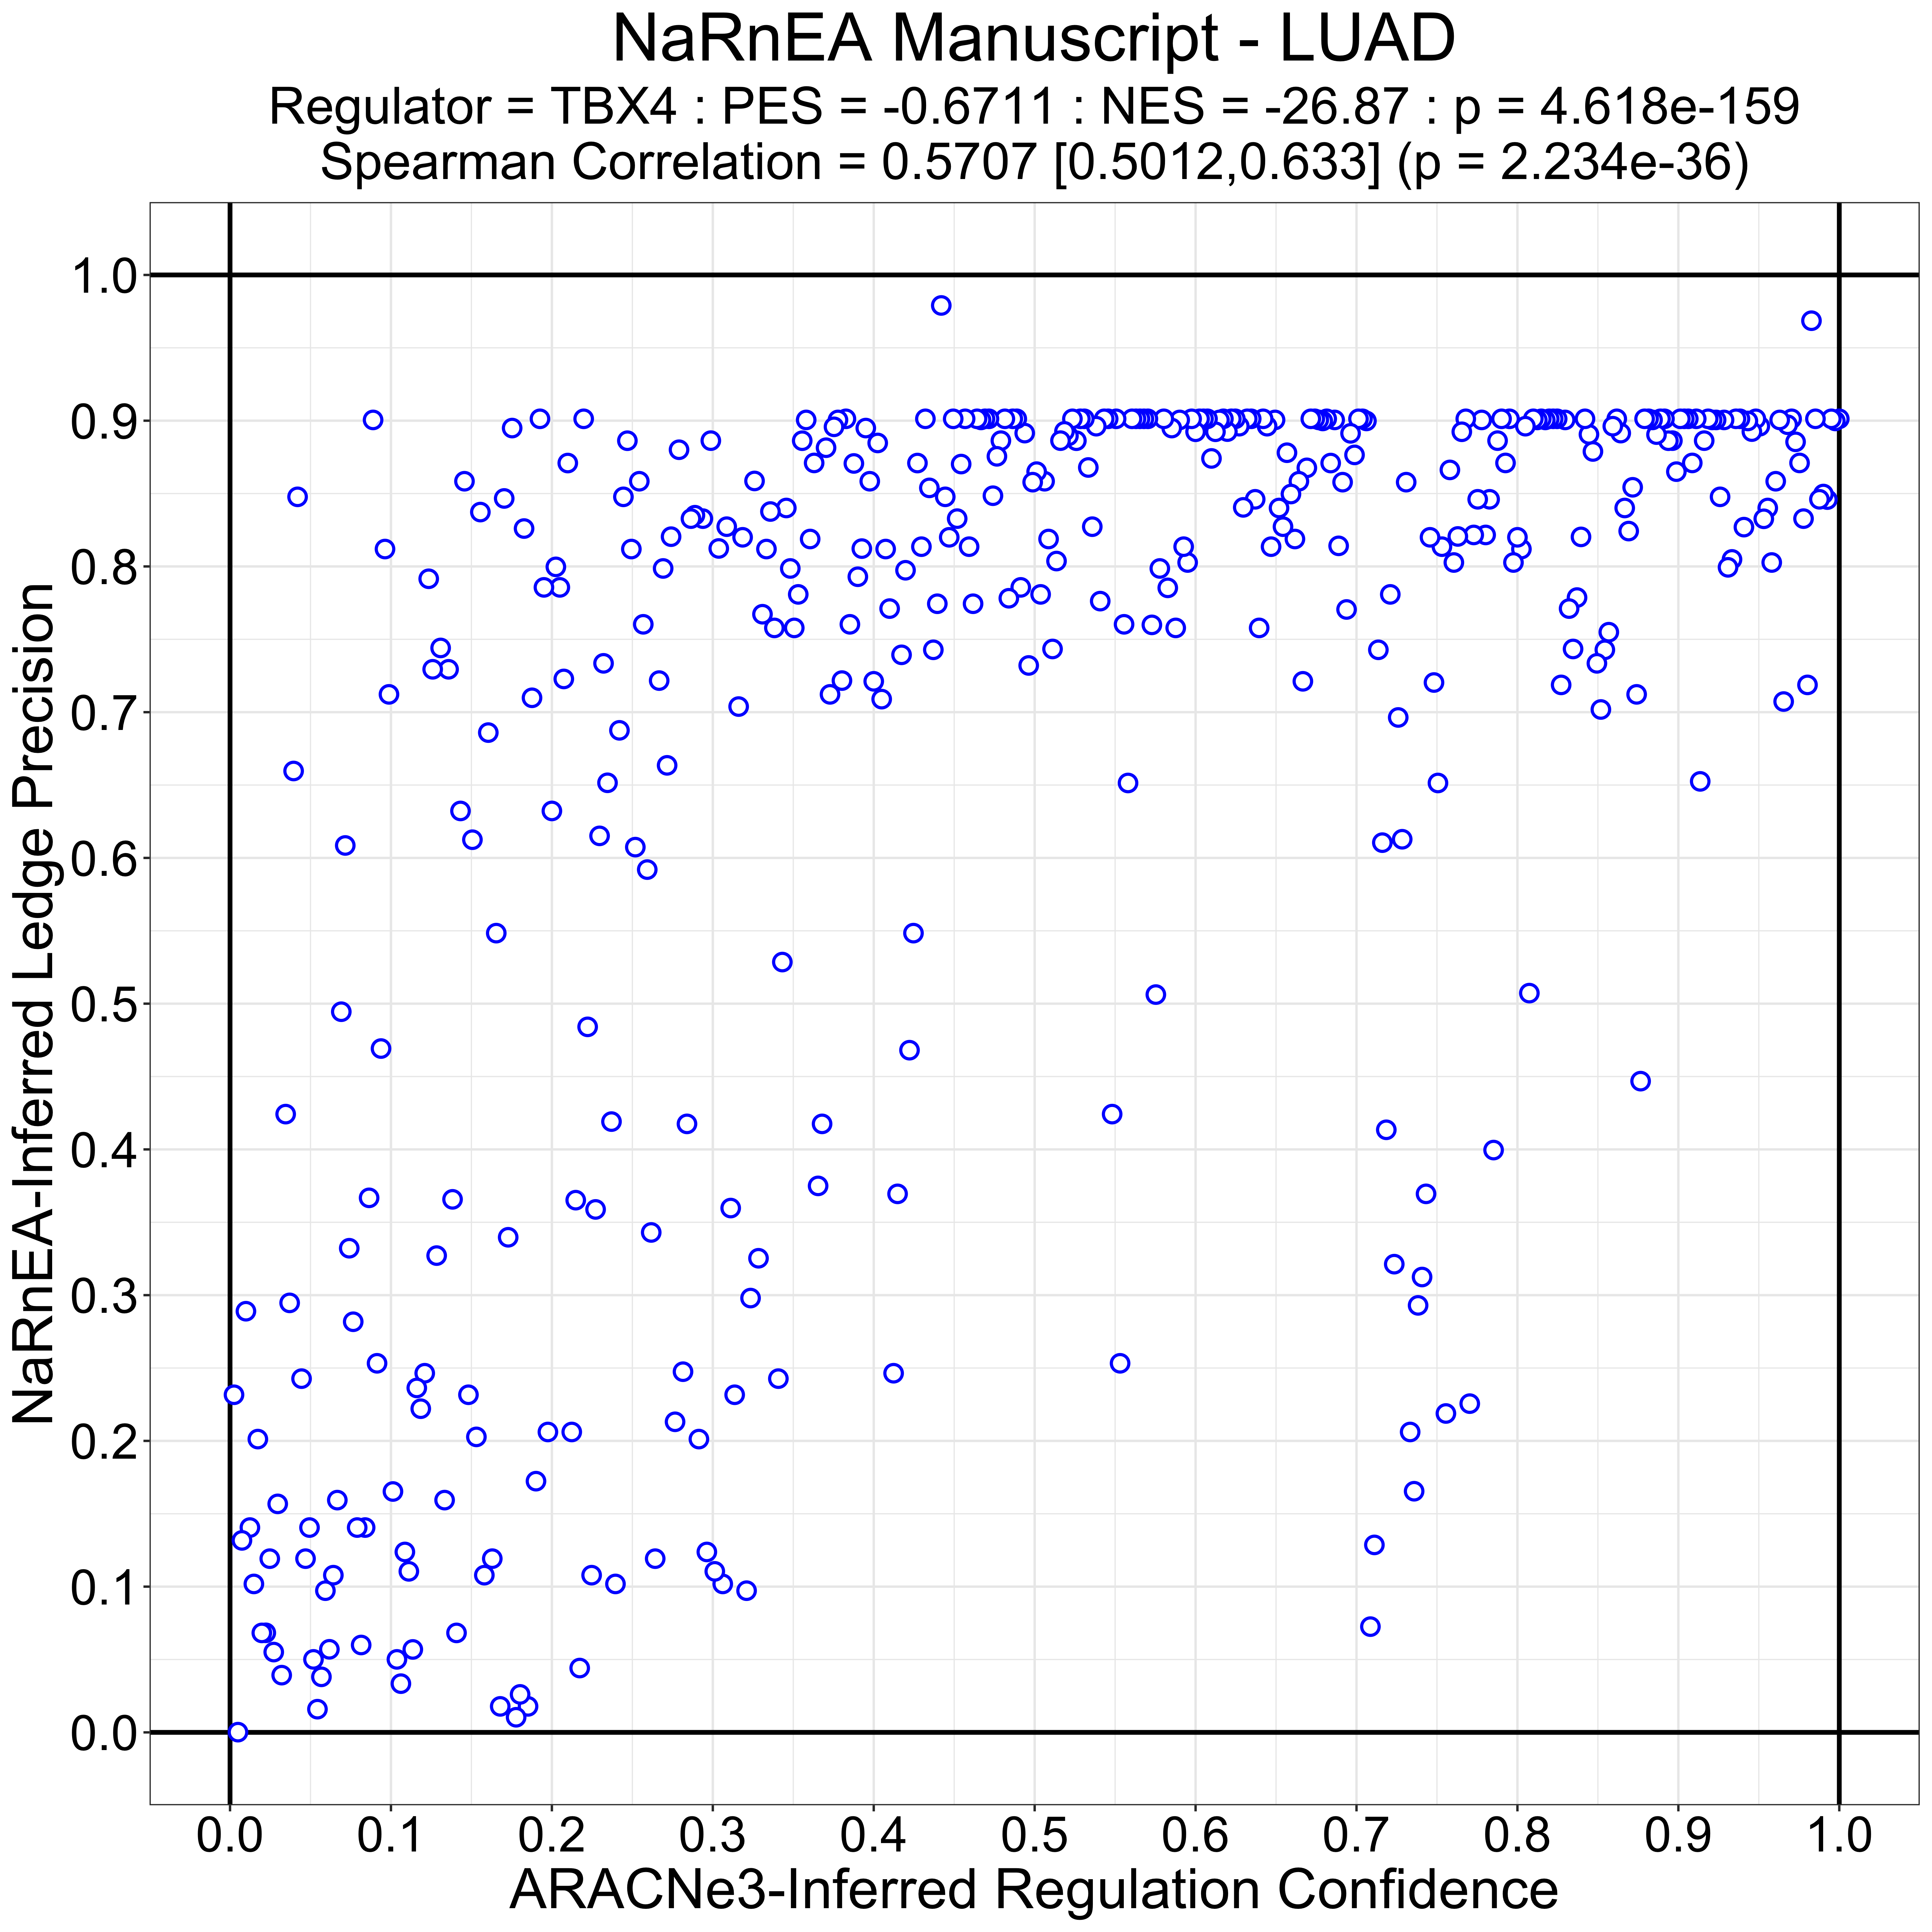 NaRnEA Manuscript - LUAD
Regulator = TBX4 : PES = -0.6711 : NES = -26.87 : p = 4.618e-159
Spearman Correlation = 0.5707 [0.5012,0.633] (p = 2.234e-36)
NaRnEA-Inferred Ledge Precision
1.0
0.9
0.8
0.7
0.6
0.5
0.4
0.3
0.2
0.1
0.0
0.0 0.1 0.2 0.3 0.4 0.5 0.6 0.7 0.8 0.9 1.0
ARACNe3-Inferred Regulation Confidence